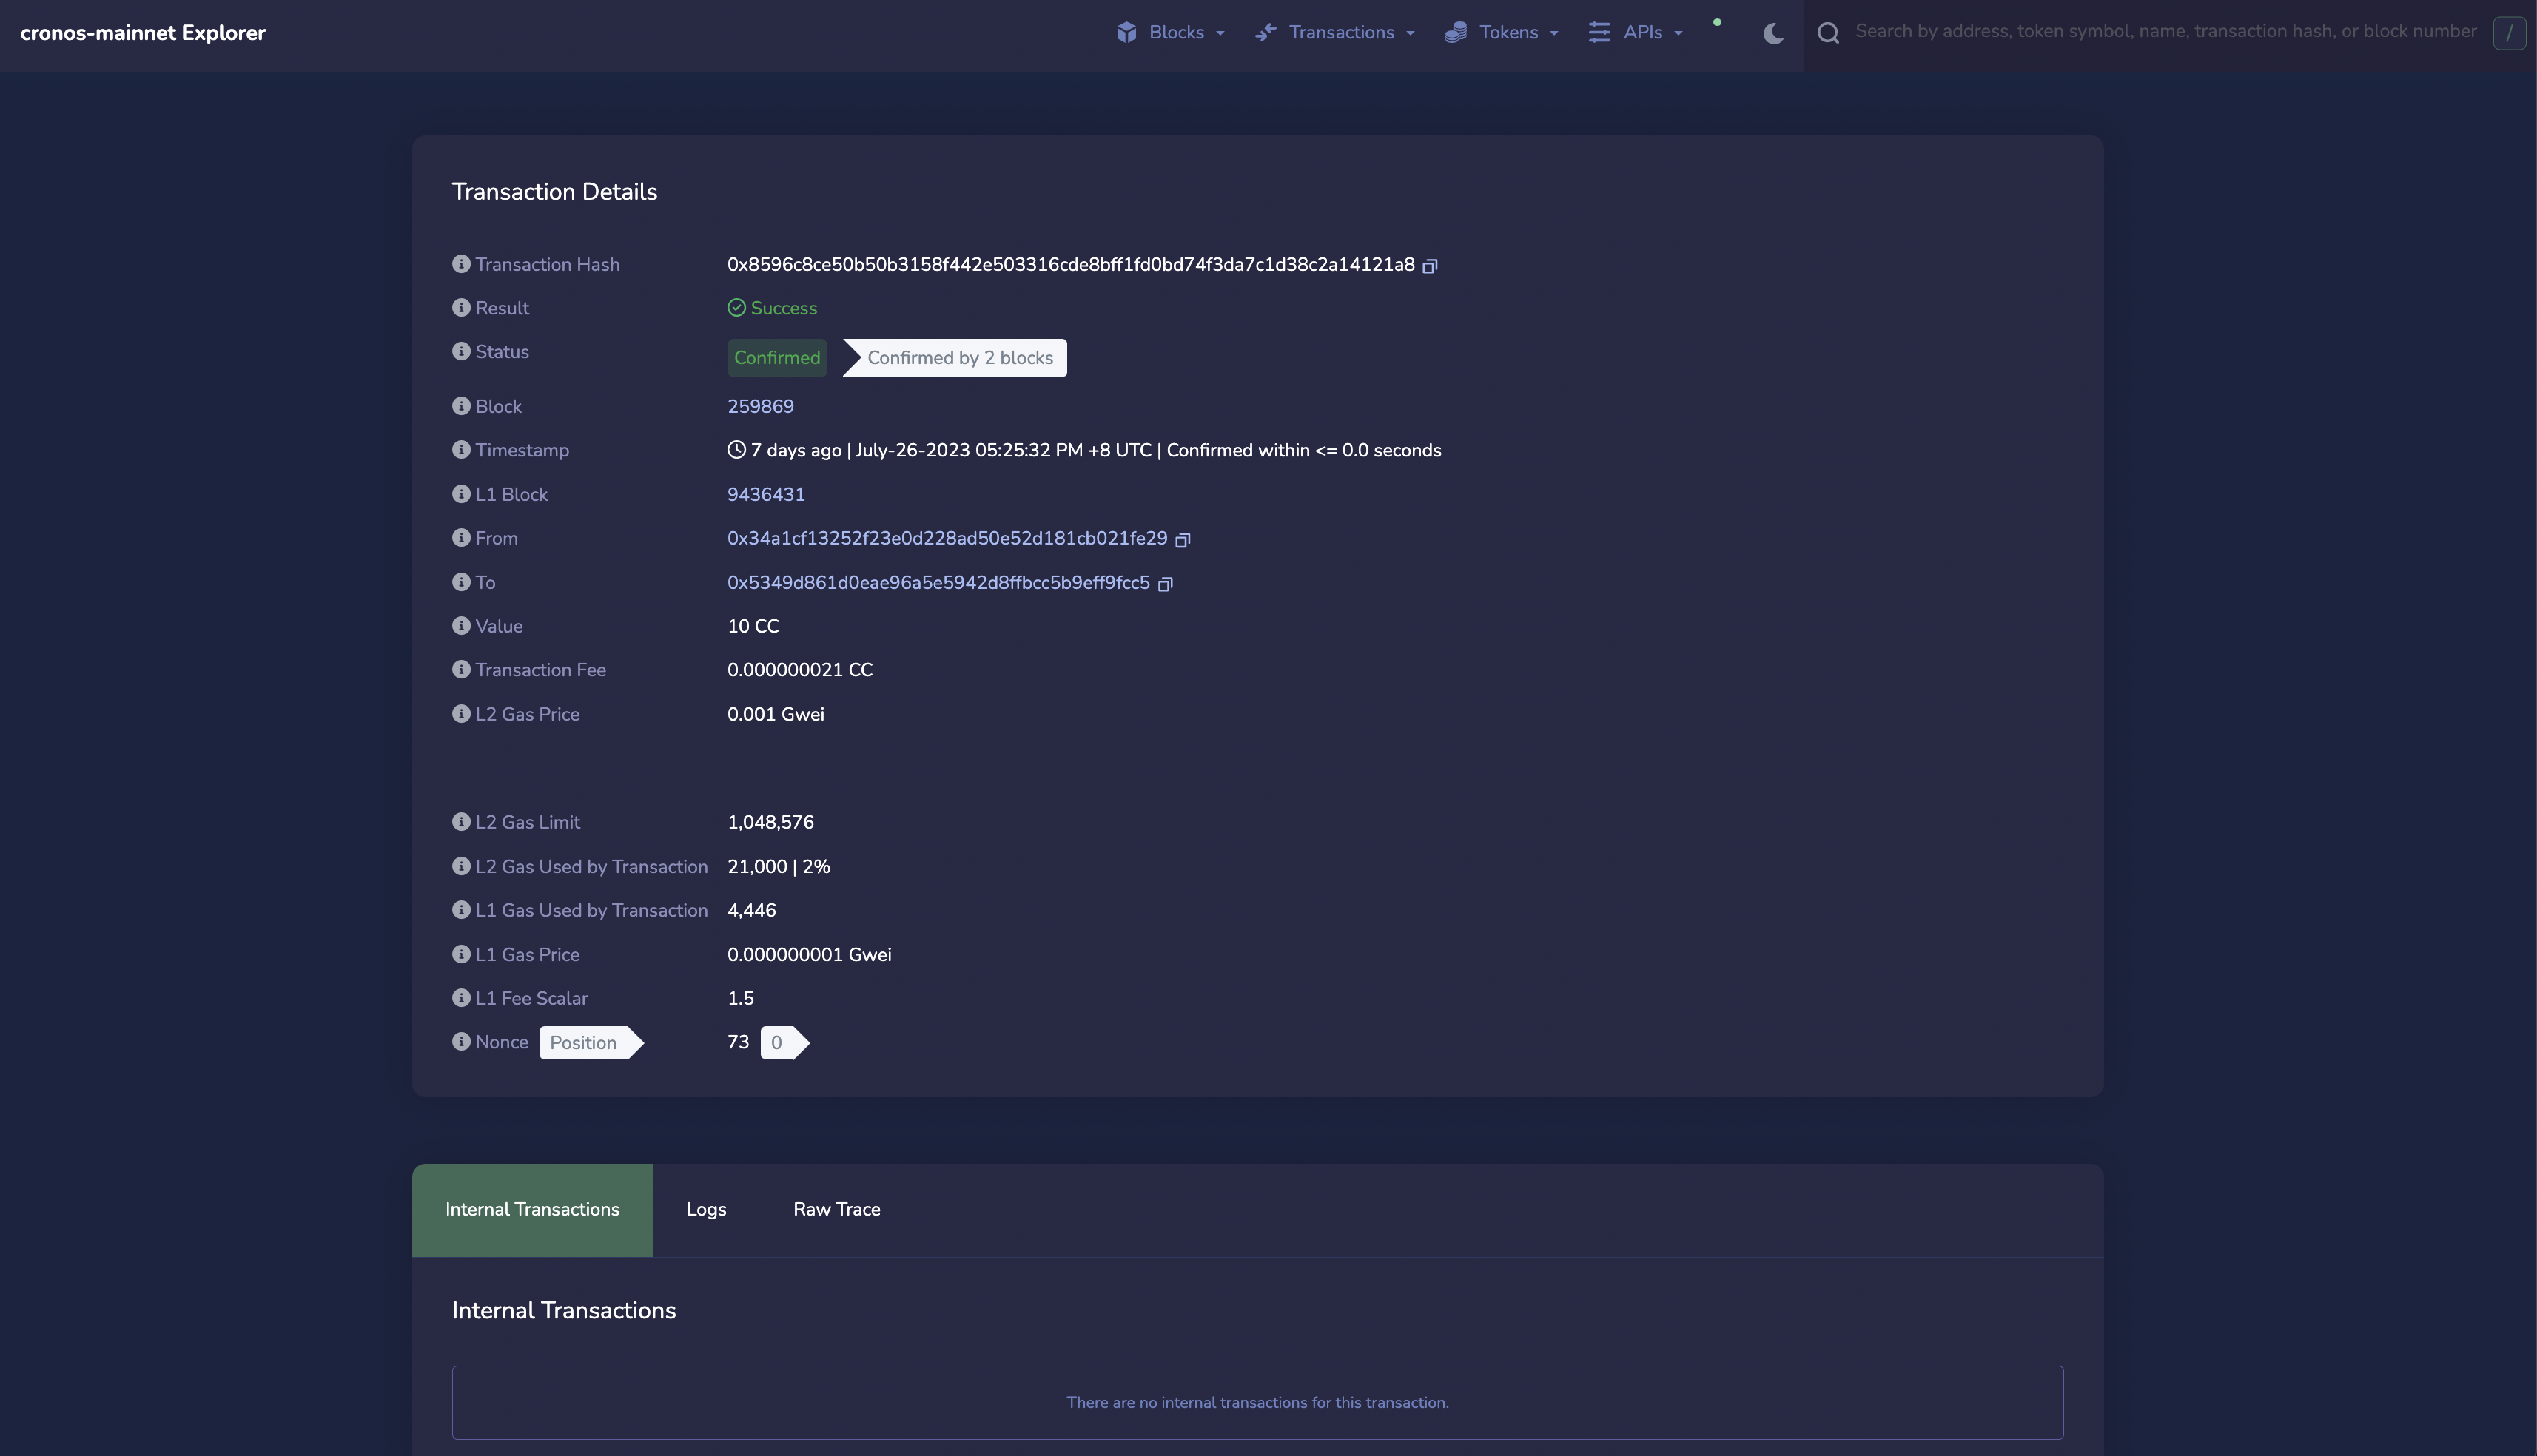 cronos-mainnet Explorer
Blocks
Transactions
Tokens
APIs
Search by address, token symbol, name, transaction hash, or block number
/
Transaction Details
Transaction Hash 0x8596c8ce50b50b3158f442e503316cde8bff1fd0bd74f3da7c1d38c2a14121a8
Result Success
Status Confirmed Confirmed by 2 blocks
Block 259869
Timestamp 7 days ago | July-26-2023 05:25:32 PM +8 UTC | Confirmed within <= 0.0 seconds
L1 Block 9436431
From 0x34a1cf13252f23e0d228ad50e52d181cb021fe29
To 0x5349d861d0eae96a5e5942d8ffbcc5b9eff9fcc5
Value 10 CC
Transaction Fee 0.000000021 CC
L2 Gas Price 0.001 Gwei
L2 Gas Limit 1,048,576
L2 Gas Used by Transaction 21,000 | 2%
L1 Gas Used by Transaction 4,446
L1 Gas Price 0.000000001 Gwei
L1 Fee Scalar 1.5
Nonce Position 73 0
Internal Transactions
Logs
Raw Trace
Internal Transactions
There are no internal transactions for this transaction.